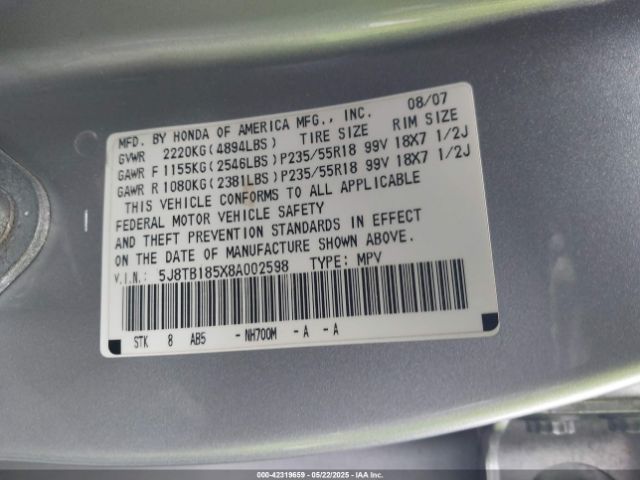 MFD. BY HONDA OF AMERICA MFG., INC. 08/07
GVWR 2220KG(4894LBS) TIRE SIZE RIM SIZE
GAWR F 1155KG(2546LBS)P235/55R18 99V 18X7 1/2J
GAWR R 1080KG(2381LBS)P235/55R18 99V 18X7 1/2J
THIS VEHICLE CONFORMS TO ALL APPLICABLE
FEDERAL MOTOR VEHICLE SAFETY
AND THEFT PREVENTION STANDARDS IN EFFECT
ON THE DATE OF MANUFACTURE SHOWN ABOVE.
V.I.N.: 5J8TB185X8A002598 TYPE: MPV
STK 8 AB5 -NH700M -A -A
000-42319659 - 05/22/2025 - IAAI.COM